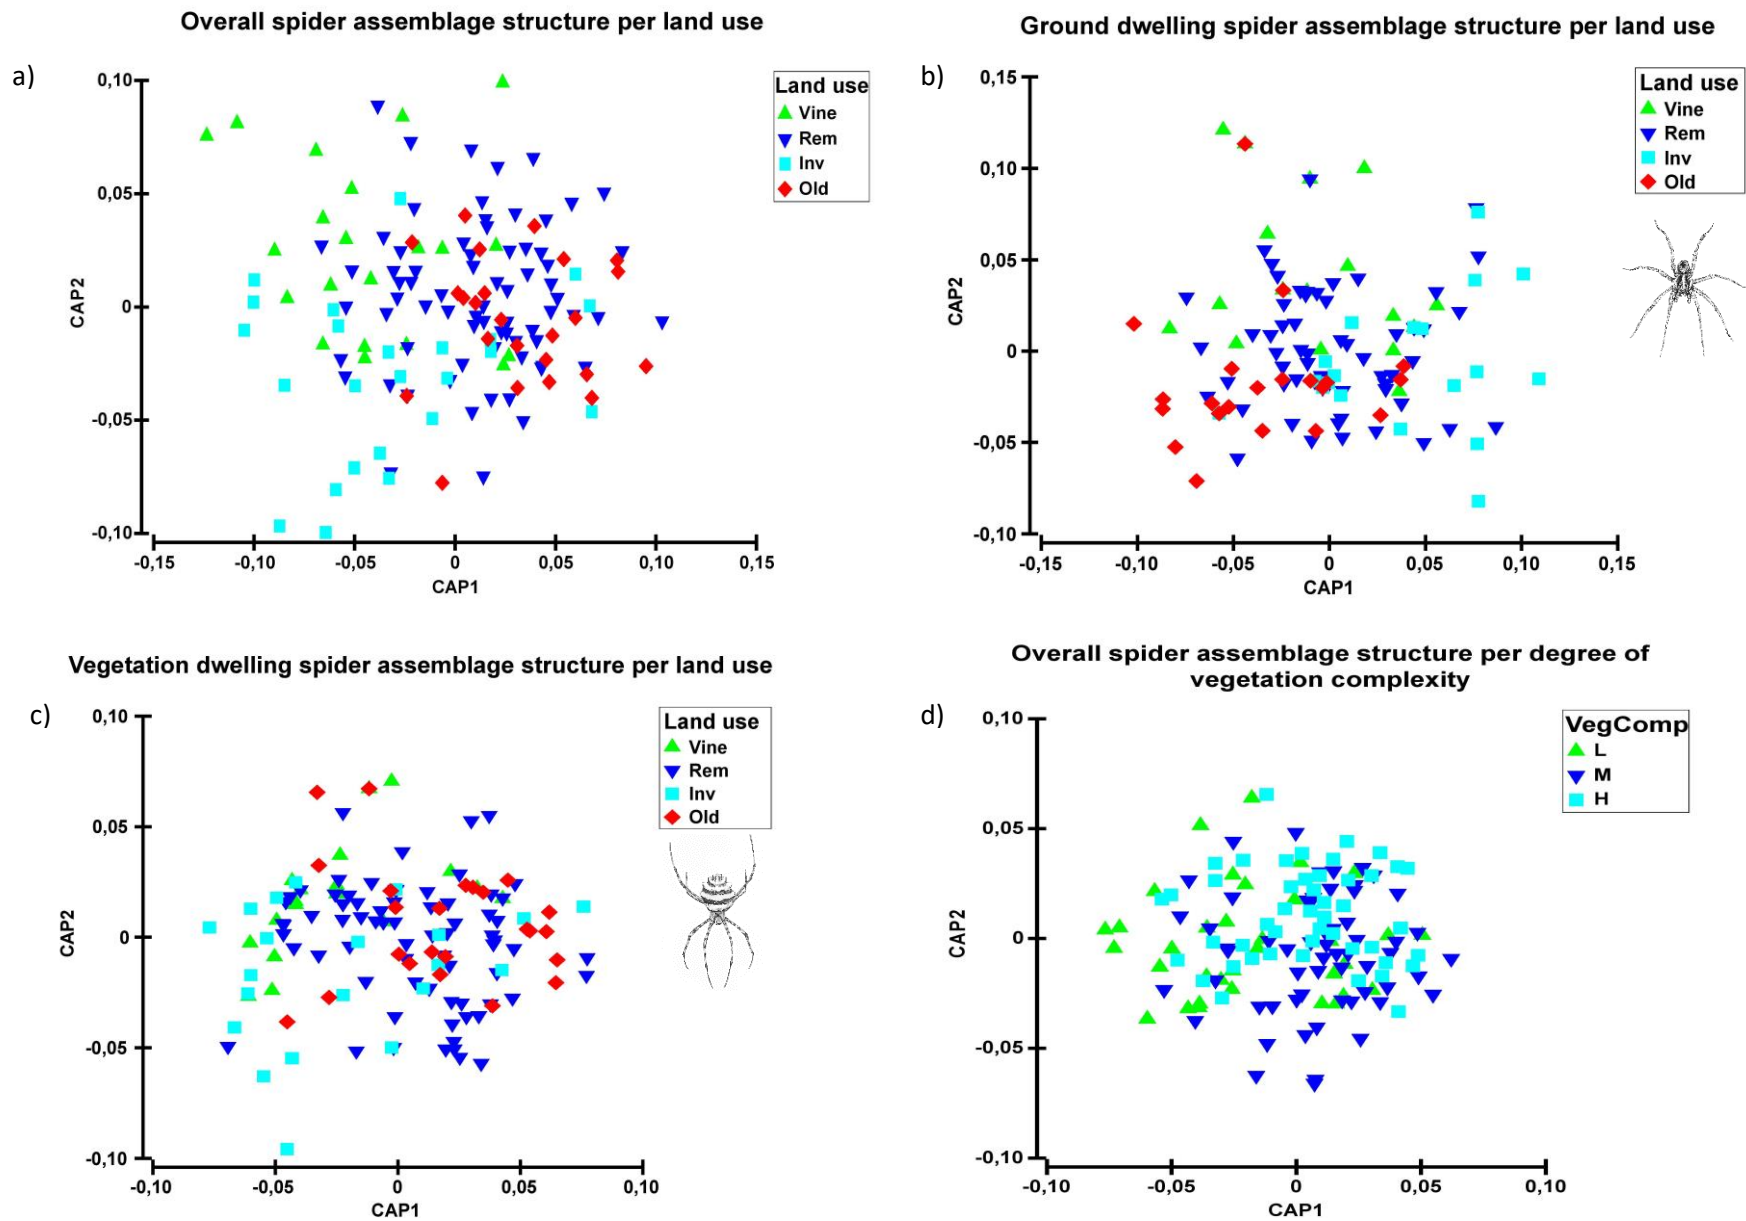 Overall spider assemblage structure per land use
a)
0,10
0,05
0
-0,05
-0,10
CAP2
-0,15
-0,10
-0,05
0
0,05
0,10
0,15
CAP1
Land use
Vine
Rem
Inv
Old
Ground dwelling spider assemblage structure per land use
b)
0,15
0,10
0,05
0
-0,05
-0,10
CAP2
-0,15
-0,10
-0,05
0
0,05
0,10
0,15
CAP1
Land use
Vine
Rem
Inv
Old
Vegetation dwelling spider assemblage structure per land use
c)
0,10
0,05
0
-0,05
-0,10
CAP2
-0,10
-0,05
0
0,05
0,10
CAP1
Land use
Vine
Rem
Inv
Old
Overall spider assemblage structure per degree of
vegetation complexity
d)
0,10
0,05
0
-0,05
-0,10
CAP2
-0,10
-0,05
0
0,05
0,10
CAP1
VegComp
L
M
H